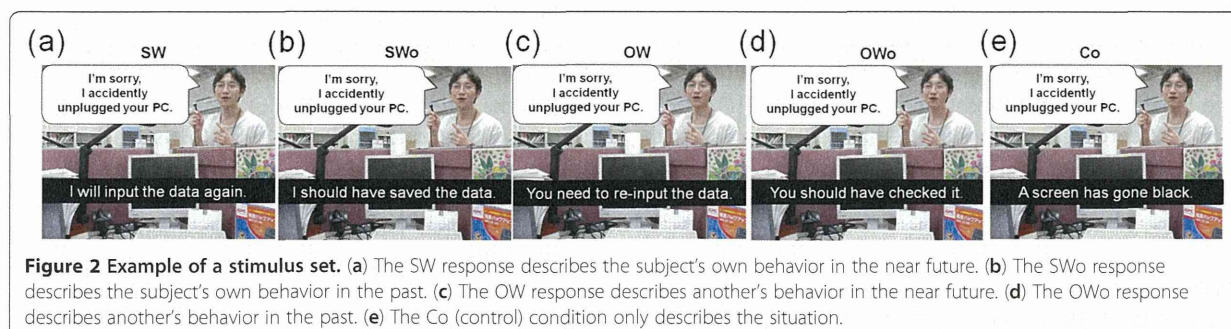 (a) SW
(b) SWo
(c) OW
(d) OWo
(e) Co
I'm sorry,
I accidently
unplugged your PC.
I will input the data again.
I'm sorry,
I accidently
unplugged your PC.
I should have saved the data.
I'm sorry,
I accidently
unplugged your PC.
You need to re-input the data.
I'm sorry,
I accidently
unplugged your PC.
You should have checked it.
I'm sorry,
I accidently
unplugged your PC.
A screen has gone black.
Figure 2 Example of a stimulus set. (a) The SW response describes the subject's own behavior in the near future. (b) The SWo response
describes the subject's own behavior in the past. (c) The OW response describes another's behavior in the near future. (d) The OWo response
describes another's behavior in the past. (e) The Co (control) condition only describes the situation.